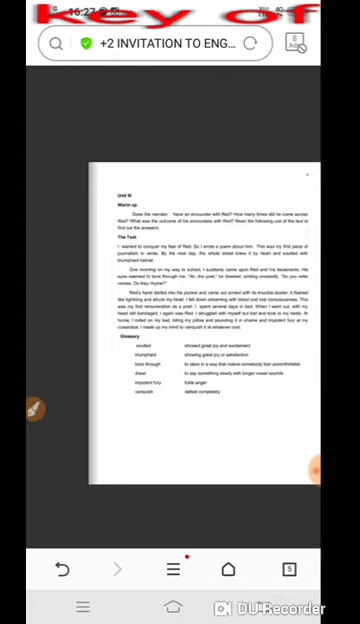 key of
16:27
+2 INVITATION TO ENG...
8
Ad
Unit III
Warm up
Does the narrator have an encounter with Red? How many times did he come across
Red? What was the outcome of his encounters with Red? Read the following unit of the text to
find out the answers:
The Text
I wanted to conquer my fear of Red. So I wrote a poem about him. This was my first piece of
journalism in verse. By the next day, the whole street knew it by heart and exulted with
triumphant hatred.
One morning on my way to school, I suddenly came upon Red and his lieutenants. His
eyes seemed to bore through me. "Ah, the poet," he drawled, smiling crookedly. "So you write
verses. Do they rhyme?"
Red's hand darted into his pocket and came out armed with its knuckle-duster; it flashed
like lightning and struck my head. I fell down streaming with blood and lost consciousness. This
was my first remuneration as a poet. I spent several days in bed. When I went out, with my
head still bandaged, I again saw Red. I struggled with myself but lost and took to my heels. At
home, I rolled on my bed, biting my pillow and pounding it in shame and impotent fury at my
cowardice. I made up my mind to vanquish it at whatever cost.
Glossary
exulted showed great joy and excitement
triumphant showing great joy or satisfaction
bore through to stare in a way that makes somebody feel uncomfortable
drawl to say something slowly with longer vowel sounds
impotent fury futile anger
vanquish defeat completely
5
DU RECORDER